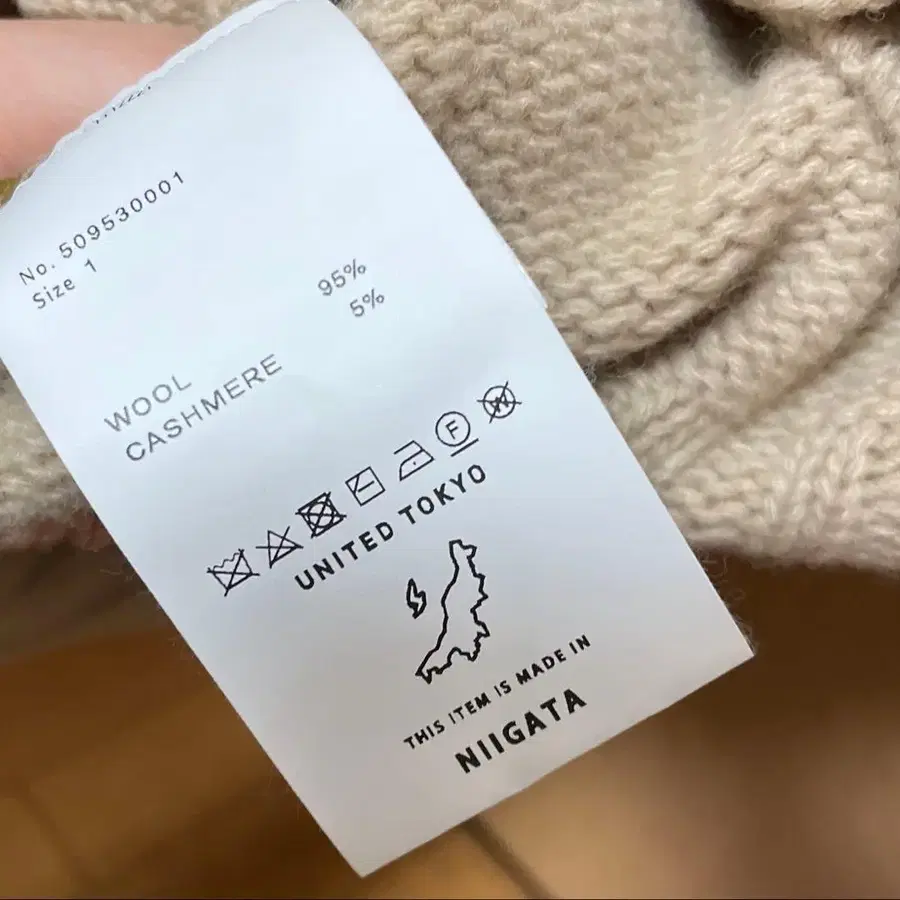 No. 509530001
Size 1
WOOL 95%
CASHMERE 5%
F W
UNITED TOKYO
THIS ITEM IS MADE IN
NIIGATA